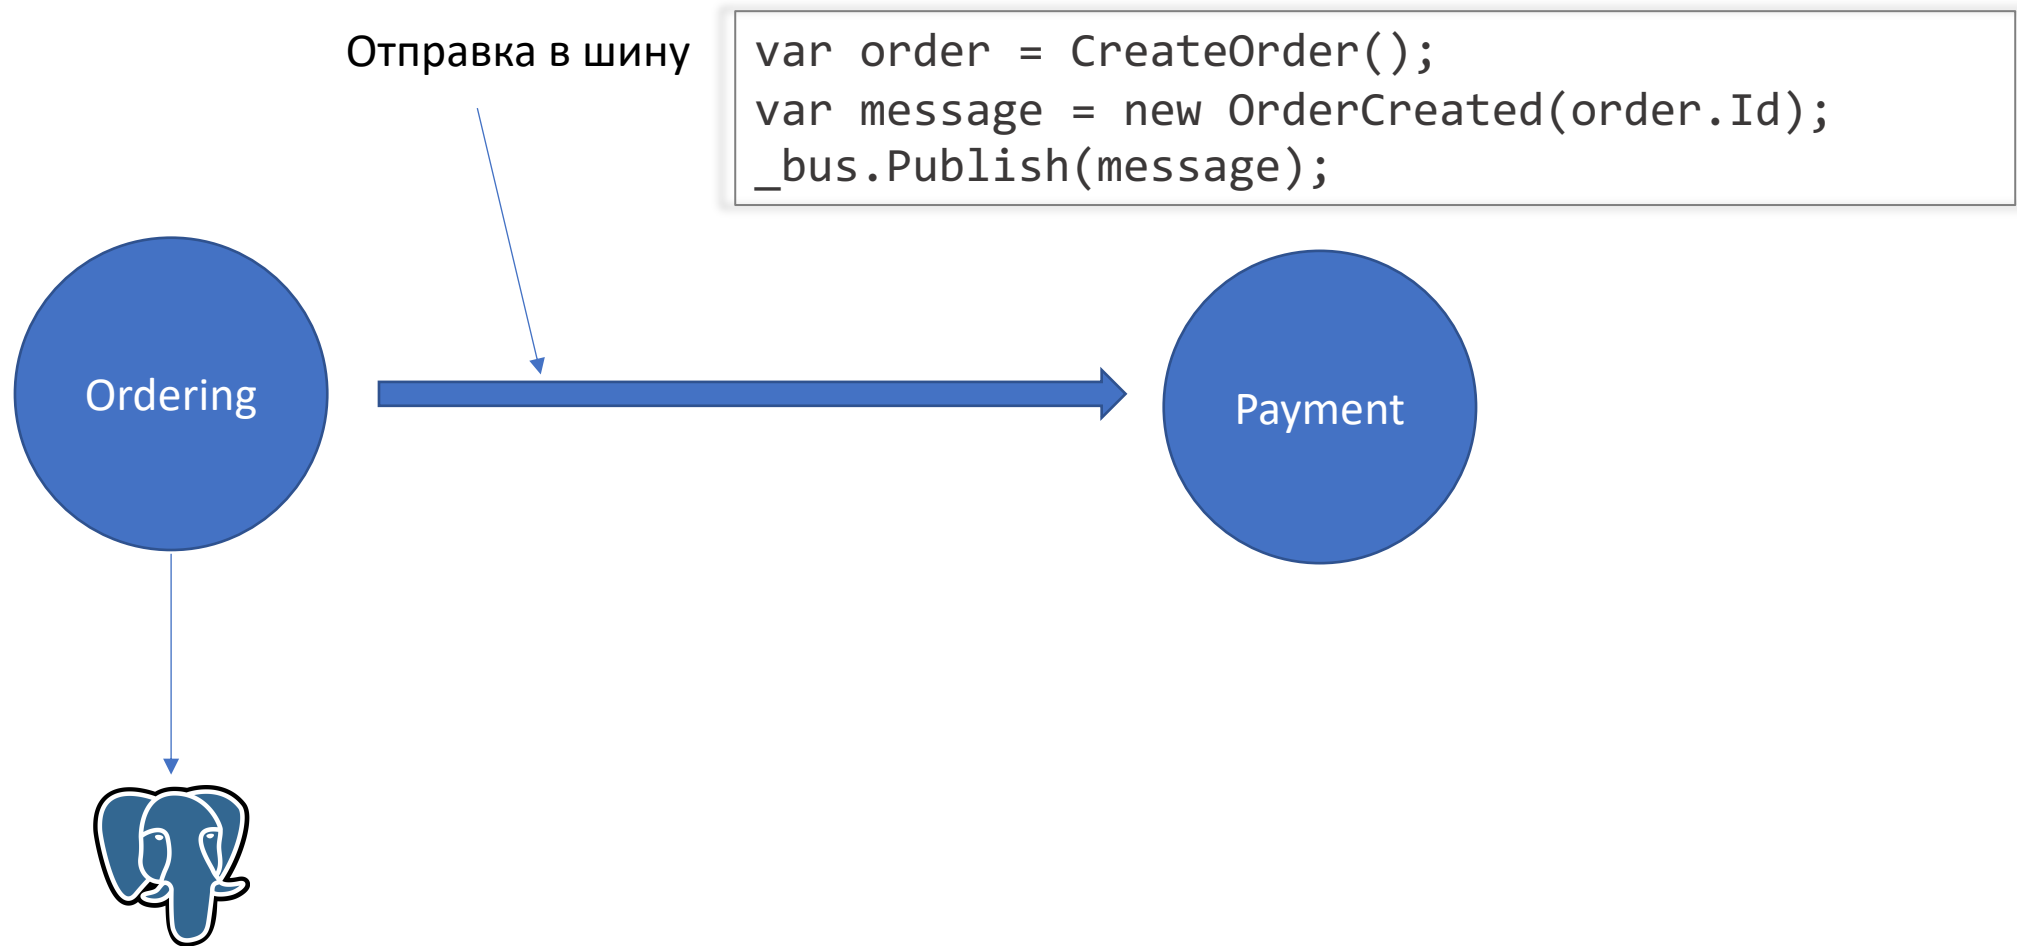 Отправка в шину
var order = CreateOrder();
var message = new OrderCreated(order.Id);
_bus.Publish(message);
Ordering
Payment